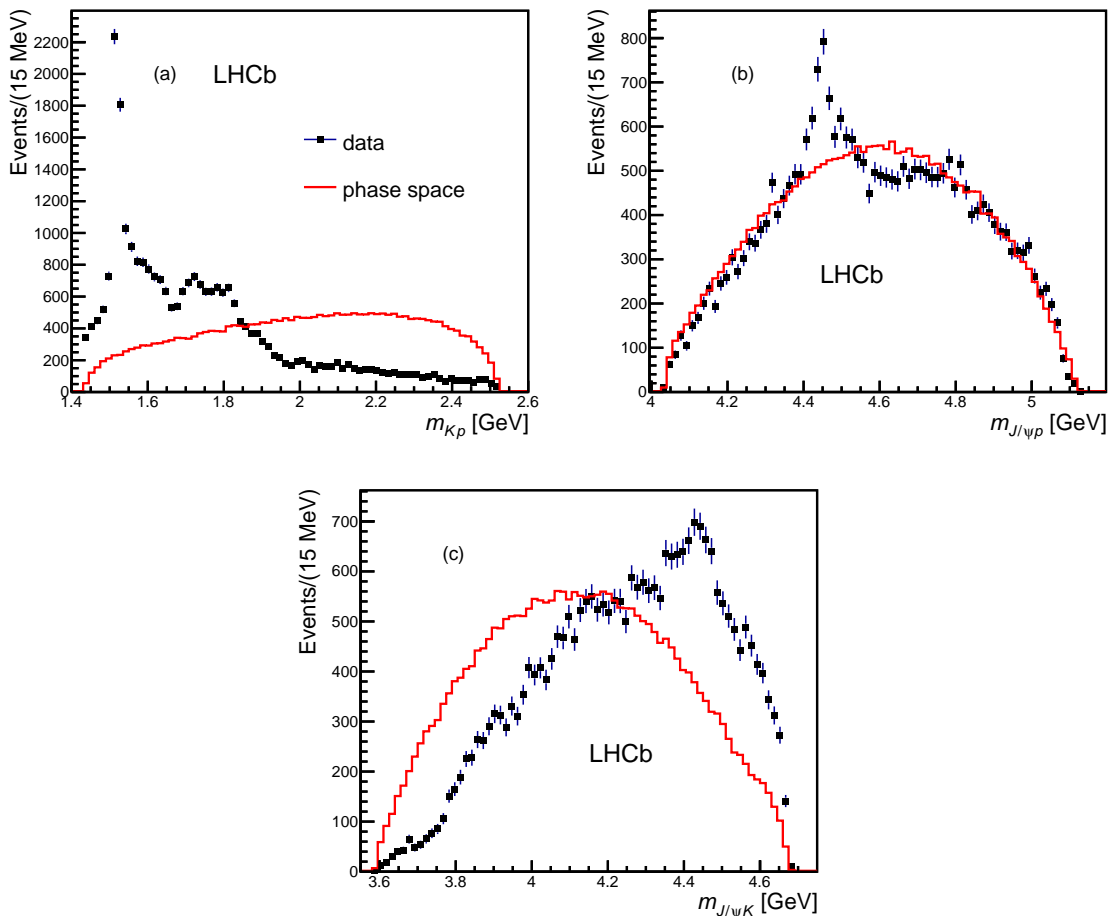 Events/(15 MeV)
2200
2000
1800
1600
1400
1200
1000
800
600
400
200
0
(a)
LHCb
data
phase space
1.4 1.6 1.8 2 2.2 2.4 2.6
m_{Kp} [GeV]
Events/(15 MeV)
800
700
600
500
400
300
200
100
0
(b)
LHCb
4 4.2 4.4 4.6 4.8 5
m_{J/ψp} [GeV]
Events/(15 MeV)
700
600
500
400
300
200
100
0
(c)
LHCb
3.6 3.8 4 4.2 4.4 4.6
m_{J/ψK} [GeV]